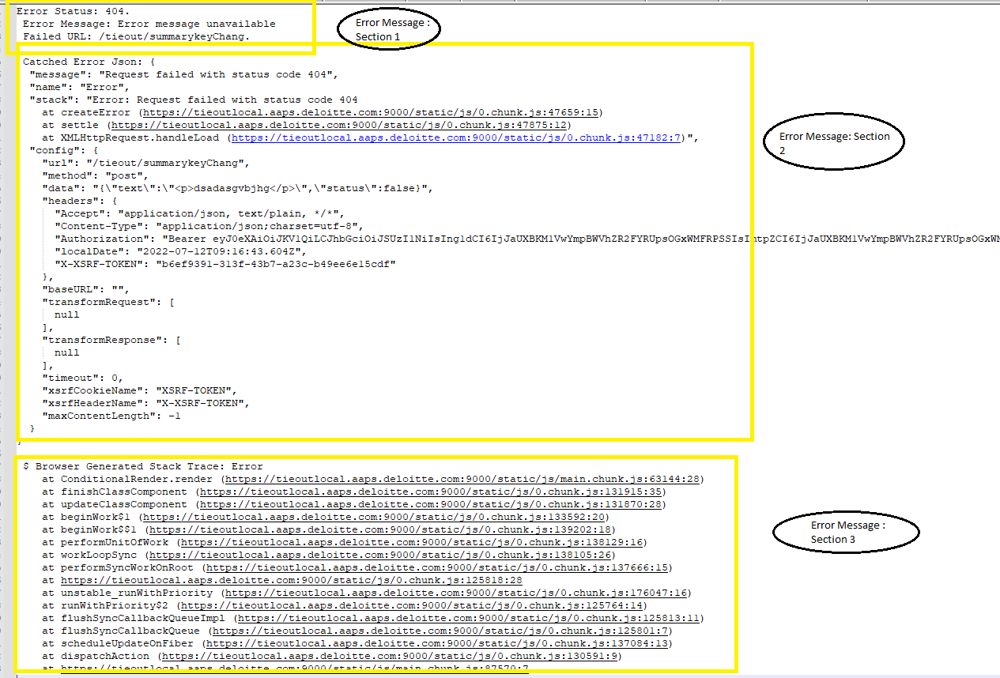 Error Status: 404.
Error Message: Error message unavailable
Failed URL: /tieout/summarykeyChang.
Error Message :
Section 1
Catched Error Json: {
"message": "Request failed with status code 404",
"name": "Error",
"stack": "Error: Request failed with status code 404
at createError (https://tieoutlocal.aaps.deloitte.com:9000/static/js/0.chunk.js:47659:15)
at settle (https://tieoutlocal.aaps.deloitte.com:9000/static/js/0.chunk.js:47875:12)
at XMLHttpRequest.handleLoad (https://tieoutlocal.aaps.deloitte.com:9000/static/js/0.chunk.js:47182:7)",
Error Message: Section
2
"config": {
"url": "/tieout/summarykeyChang",
"method": "post",
"data": "{\"text\":\"<p>dsadasgvbjhg</p>\",\"status\":false}",
"headers": {
"Accept": "application/json, text/plain, */*",
"Content-Type": "application/json;charset=utf-8",
"Authorization": "Bearer
"localDate": "2022-07-12T09:16:43.604Z",
"X-XSRF-TOKEN": "b6ef9391-313f-43b7-a23c-b49ee6e15cdf"
},
"baseURL": "",
"transformRequest": [
null
],
"transformResponse": [
null
],
"timeout": 0,
"xsrfCookieName": "XSRF-TOKEN",
"xsrfHeaderName": "X-XSRF-TOKEN",
"maxContentLength": -1
}
}
$ Browser Generated Stack Trace: Error
at ConditionalRender.render (https://tieoutlocal.aaps.deloitte.com:9000/static/js/main.chunk.js:63144:28)
at finishClassComponent (https://tieoutlocal.aaps.deloitte.com:9000/static/js/0.chunk.js:131915:35)
at updateClassComponent (https://tieoutlocal.aaps.deloitte.com:9000/static/js/0.chunk.js:131870:28)
at beginWork$1 (https://tieoutlocal.aaps.deloitte.com:9000/static/js/0.chunk.js:133592:20)
at beginWork$$1 (https://tieoutlocal.aaps.deloitte.com:9000/static/js/0.chunk.js:139202:18)
at performUnitOfWork (https://tieoutlocal.aaps.deloitte.com:9000/static/js/0.chunk.js:138129:16)
at workLoopSync (https://tieoutlocal.aaps.deloitte.com:9000/static/js/0.chunk.js:138105:26)
at performSyncWorkOnRoot (https://tieoutlocal.aaps.deloitte.com:9000/static/js/0.chunk.js:137666:15)
at https://tieoutlocal.aaps.deloitte.com:9000/static/js/0.chunk.js:125818:28
at unstable_runWithPriority (https://tieoutlocal.aaps.deloitte.com:9000/static/js/0.chunk.js:176047:16)
at runWithPriority$2 (https://tieoutlocal.aaps.deloitte.com:9000/static/js/0.chunk.js:125764:14)
at flushSyncCallbackQueueImpl (https://tieoutlocal.aaps.deloitte.com:9000/static/js/0.chunk.js:125813:11)
at flushSyncCallbackQueue (https://tieoutlocal.aaps.deloitte.com:9000/static/js/0.chunk.js:125801:7)
at scheduleUpdateOnFiber (https://tieoutlocal.aaps.deloitte.com:9000/static/js/0.chunk.js:137084:13)
at dispatchAction (https://tieoutlocal.aaps.deloitte.com:9000/static/js/0.chunk.js:130591:9)
at https://tieoutlocal.aaps.deloitte.com:9000/static/js/main.chunk.js:87570:7
Error Message :
Section 3